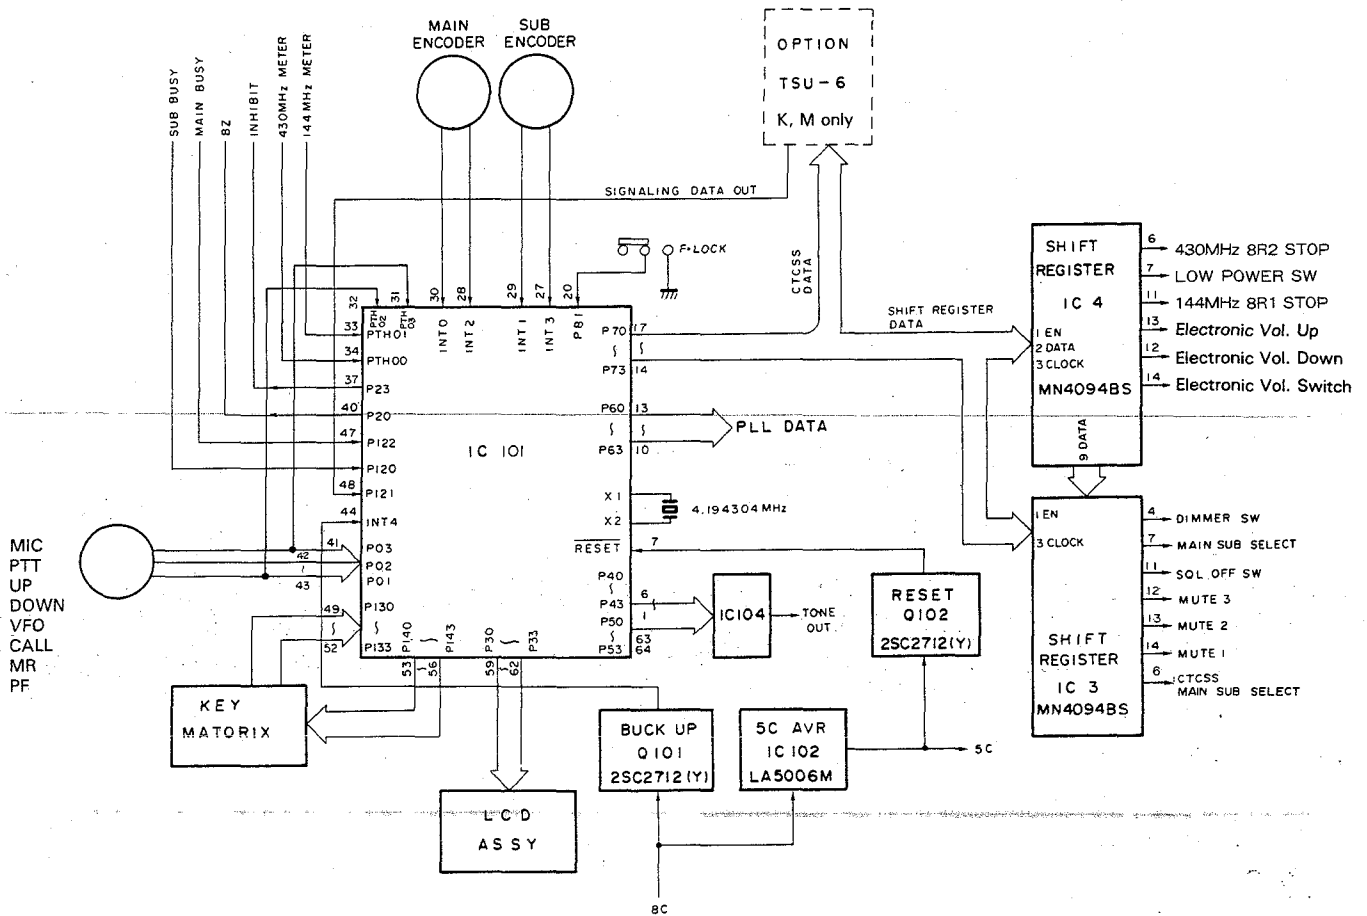 MAIN
ENCODER
SUB
ENCODER
OPTION
TSU-6
K, M only
SUB BUSY
MAIN BUSY
BZ
INHIBIT
430MHz METER
144MHz METER
SIGNALING DATA OUT
F•LOCK
CTCSS
DATA
SHIFT REGISTER
DATA
32
31
30
28
29
27
20
PTH
02
PTH
03
INT0
INT2
INT1
INT3
P81
33
PTH01
34
PTH00
37
P23
40
P20
47
P122
P120
48
P121
44
INT4
41
P03
42
P02
43
P01
P130
49
52
P133
IC 101
P70
17
P73
14
P60
13
P63
10
PLL DATA
X1
X2
4.194304MHz
RESET
7
P40
P43
6
P50
1
P53
63
64
IC104
TONE
OUT
P140
P143
P30
P33
53
56
59
62
MIC
PTT
UP
DOWN
VFO
CALL
MR
PF
KEY
MATORIX
LCD
ASSY
BUCK UP
Q101
2SC2712(Y)
5C AVR
IC102
LA5006M
RESET
Q102
2SC2712(Y)
5C
8C
SHIFT
REGISTER
IC 4
1 EN
2 DATA
3 CLOCK
MN4094BS
9 DATA
6 430MHz 8R2 STOP
7 LOW POWER SW
11 144MHz 8R1 STOP
13 Electronic Vol. Up
12 Electronic Vol. Down
14 Electronic Vol. Switch
1 EN
3 CLOCK
SHIFT
REGISTER
IC 3
MN4094BS
4 DIMMER SW
7 MAIN SUB SELECT
11 SQL OFF SW
12 MUTE 3
13 MUTE 2
14 MUTE 1
6 CTCSS
MAIN SUB SELECT